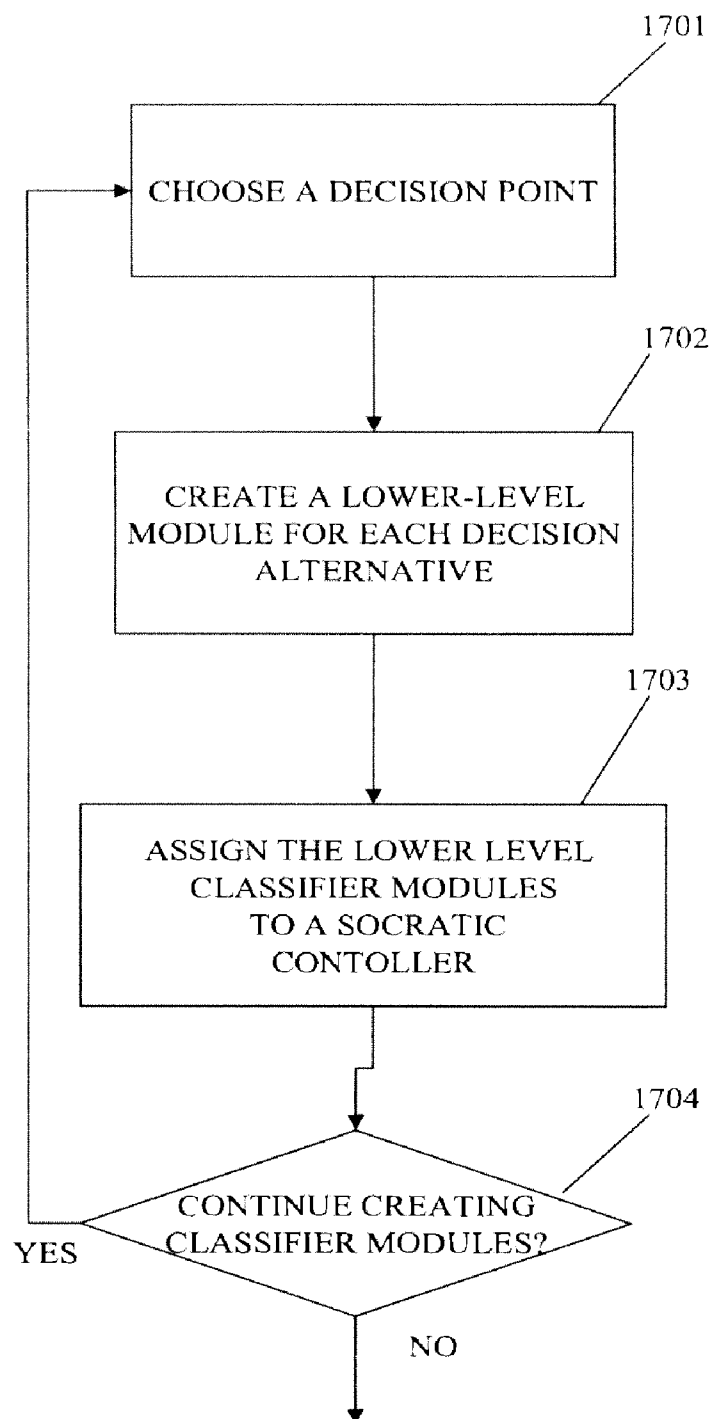 1701
CHOOSE A DECISION POINT
1702
CREATE A LOWER-LEVEL
MODULE FOR EACH DECISION
ALTERNATIVE
1703
ASSIGN THE LOWER LEVEL
CLASSIFIER MODULES
TO A SOCRATIC
CONTOLLER
1704
CONTINUE CREATING
CLASSIFIER MODULES?
YES
NO